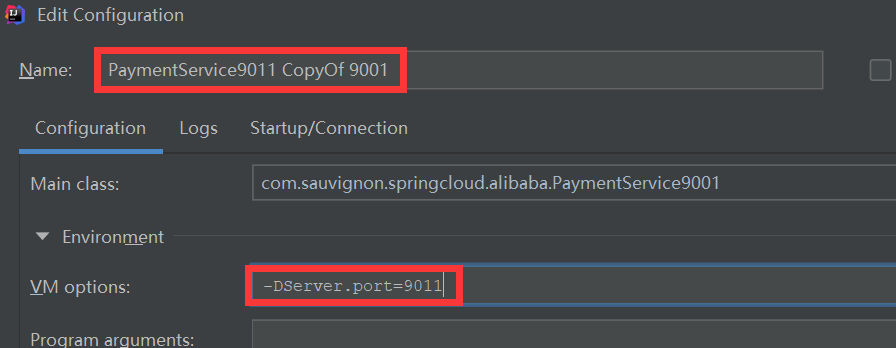 Edit Configuration
Name: PaymentService9011 CopyOf 9001
Configuration Logs Startup/Connection
Main class: com.sauvignon.springcloud.alibaba.PaymentService9001
Environment
VM options: -DServer.port=9011
Program arguments: